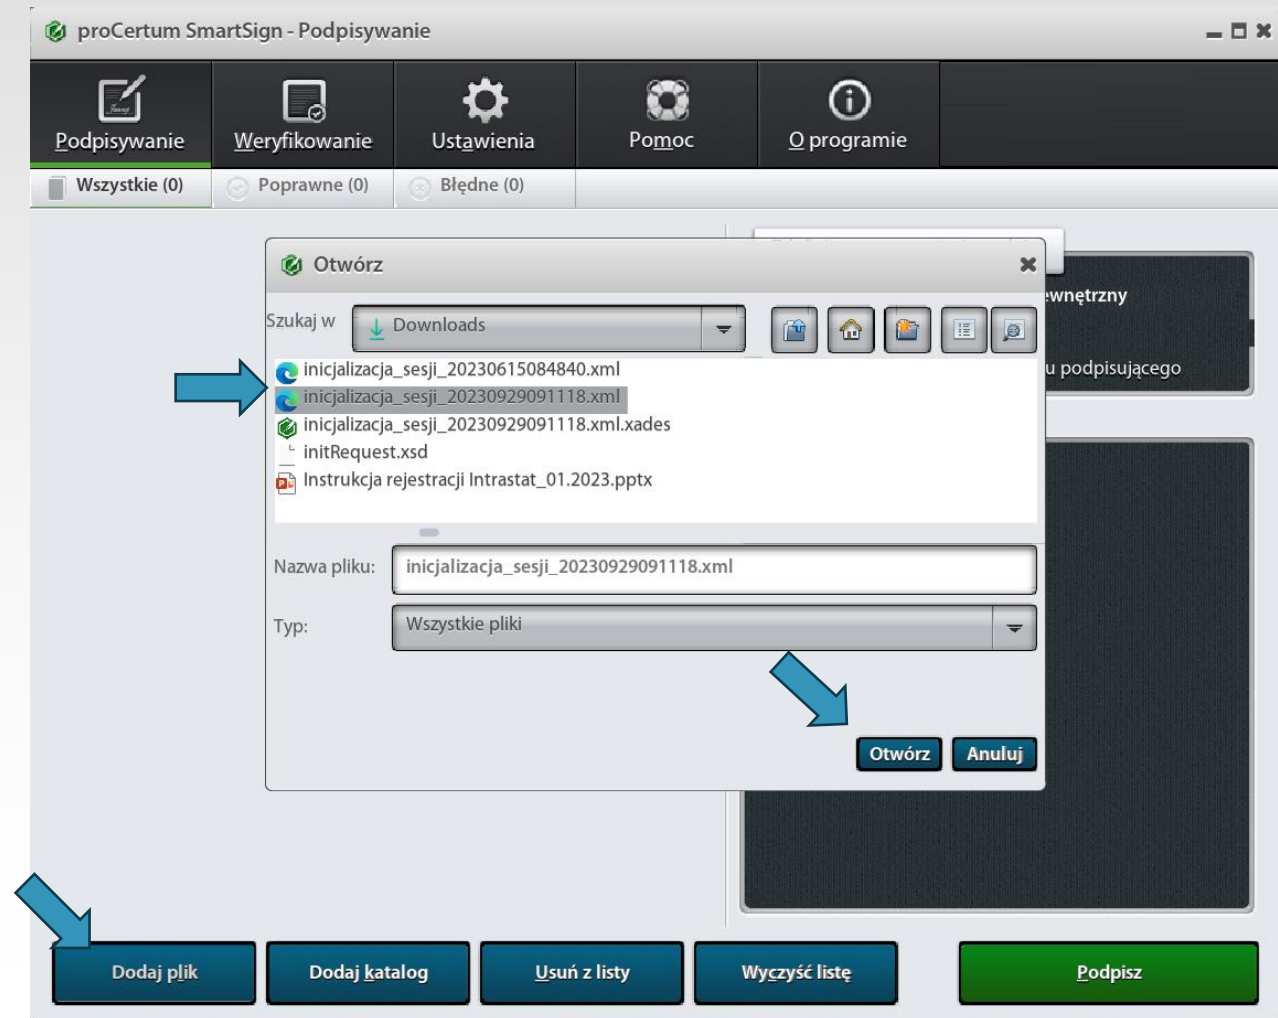 proCertum SmartSign - Podpisywanie
Podpisywanie
Weryfikowanie
Ustawienia
Pomoc
O programie
Wszystkie (0)
Poprawne (0)
Błędne (0)
Otwórz
ewnętrzny
Szukaj w
Downloads
inicjalizacja_sesji_20230615084840.xml
u podpisującego
inicjalizacja_sesji_20230929091118.xml
inicjalizacja_sesji_20230929091118.xml.xades
initRequest.xsd
Instrukcja rejestracji Intrastat_01.2023.pptx
Nazwa pliku:
inicjalizacja_sesji_20230929091118.xml
Typ:
Wszystkie pliki
Otwórz
Anuluj
Dodaj plik
Dodaj katalog
Usuń z listy
Wyczyść listę
Podpisz